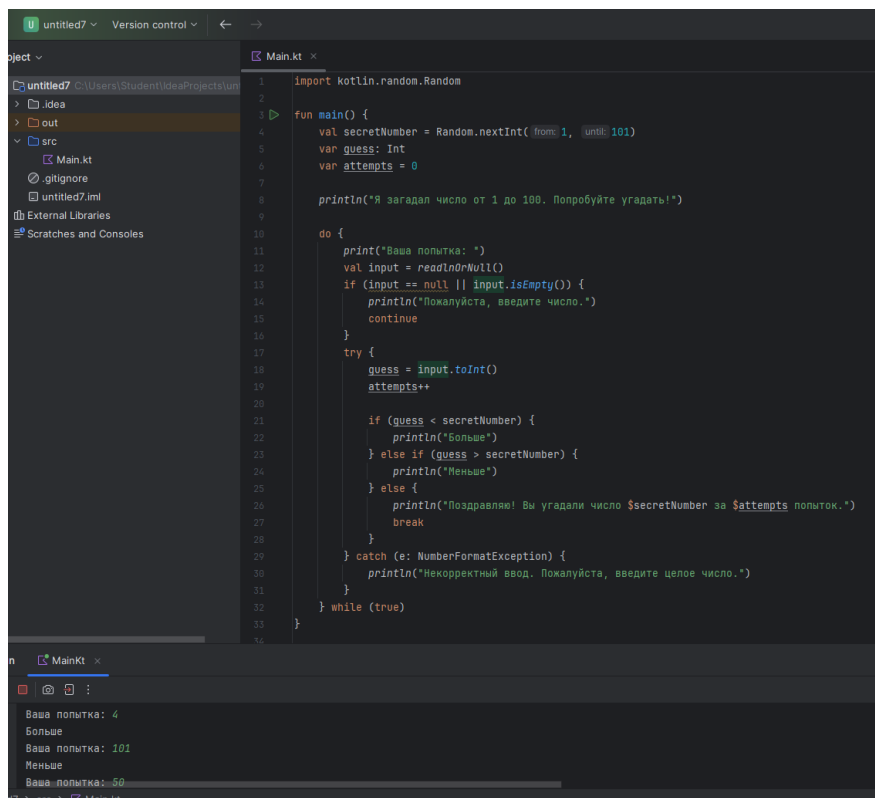 U untitled7 Version control
oject
Main.kt
untitled7 C:\Users\Student\IdeaProjects\un
.idea
out
src
Main.kt
.gitignore
untitled7.iml
External Libraries
Scratches and Consoles
1 import kotlin.random.Random
2
3 fun main() {
4 val secretNumber = Random.nextInt( from: 1, until: 101)
5 var guess: Int
6 var attempts = 0
7
8 println("Я загадал число от 1 до 100. Попробуйте угадать!")
9
10 do {
11 print("Ваша попытка: ")
12 val input = readlnOrNull()
13 if (input == null || input.isEmpty()) {
14 println("Пожалуйста, введите число.")
15 continue
16 }
17 try {
18 guess = input.toInt()
19 attempts++
20
21 if (guess < secretNumber) {
22 println("Больше")
23 } else if (guess > secretNumber) {
24 println("Меньше")
25 } else {
26 println("Поздравляю! Вы угадали число $secretNumber за $attempts попыток.")
27 break
28 }
29 } catch (e: NumberFormatException) {
30 println("Некорректный ввод. Пожалуйста, введите целое число.")
31 }
32 } while (true)
33 }
34
n MainKt
Ваша попытка: 4
Больше
Ваша попытка: 101
Меньше
Ваша попытка: 50